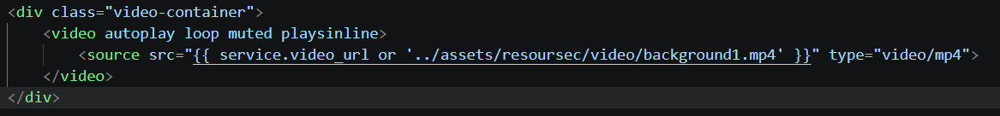 <div class="video-container">
    <video autoplay loop muted playsinline>
        <source src="{{ service.video_url or '../assets/resoursec/video/background1.mp4' }}" type="video/mp4">
    </video>
</div>